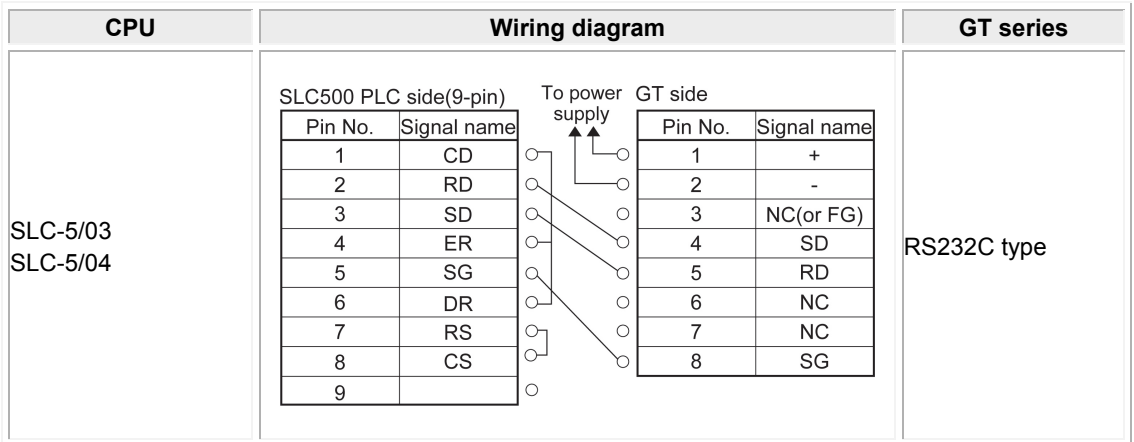 CPU Wiring diagram GT series
SLC500 PLC side(9-pin) To power supply GT side
Pin No. Signal name Pin No. Signal name
1 CD 1 +
2 RD 2 -
3 SD 3 NC(or FG)
4 ER 4 SD
5 SG 5 RD
6 DR 6 NC
7 RS 7 NC
8 CS 8 SG
9
SLC-5/03
SLC-5/04
RS232C type